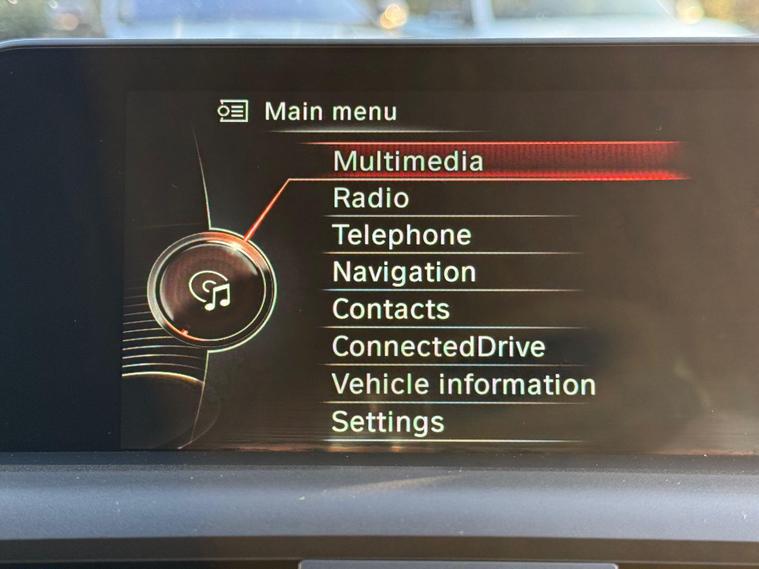 Main menu
Multimedia
Radio
Telephone
Navigation
Contacts
ConnectedDrive
Vehicle information
Settings